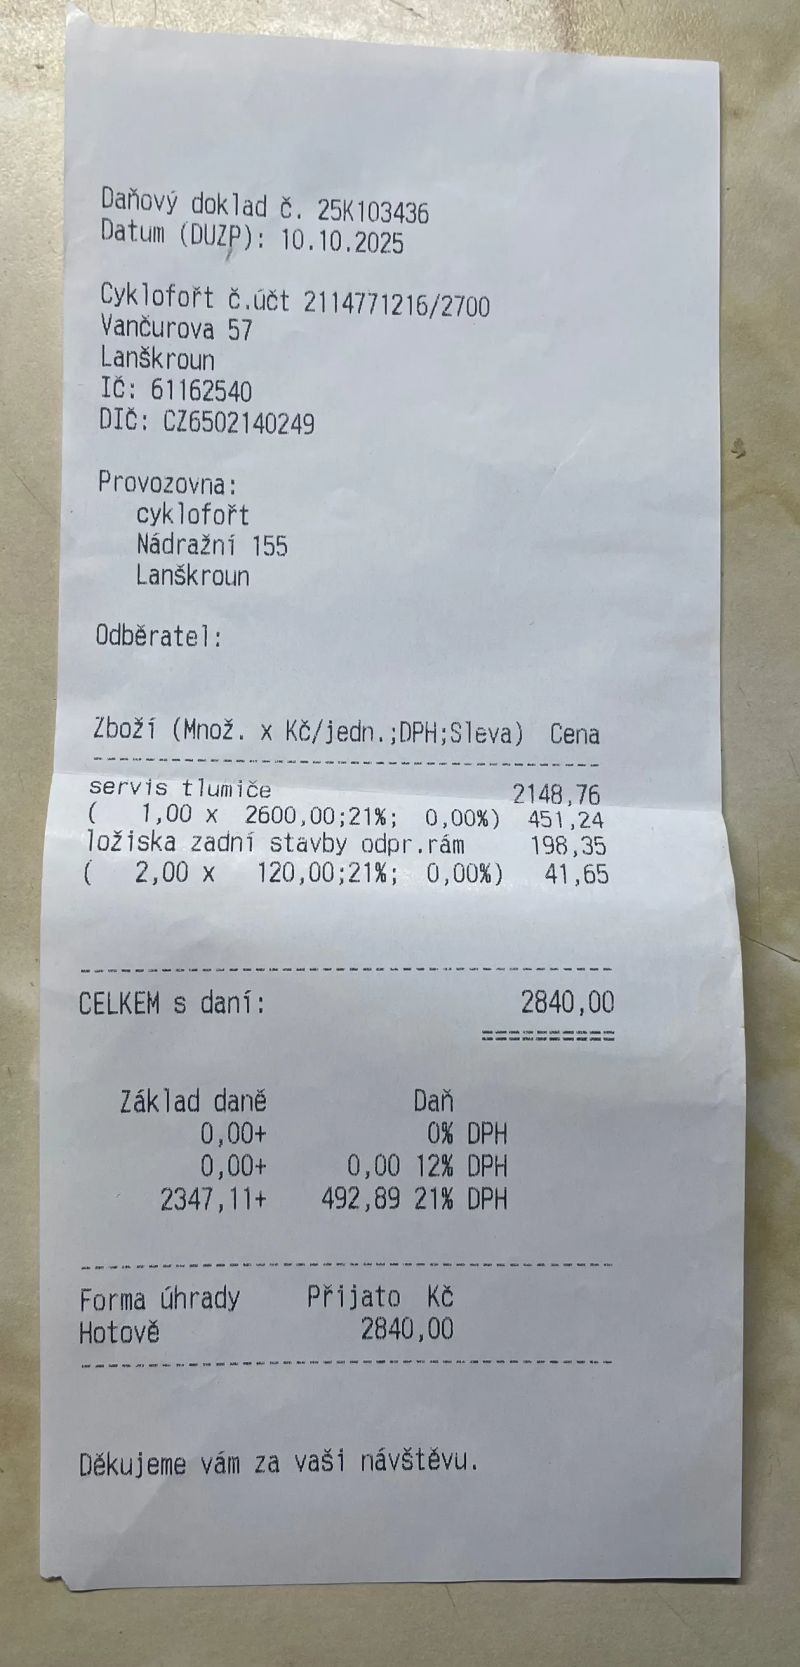 Daňový doklad č. 25K103436
Datum (DUZP): 10.10.2025
Cyklofořt č.účt 2114771216/2700
Vančurova 57
Lanškroun
IČ: 61162540
DIČ: CZ6502140249
Provozovna:
cyklofořt
Nádražní 155
Lanškroun
Odběratel:
Zboží (Množ. x Kč/jedn.;DPH;Sleva) Cena
servis tlumiče 2148,76
( 1,00 x 2600,00;21%; 0,00%) 451,24
ložiska zadní stavby odpr.rám 198,35
( 2,00 x 120,00;21%; 0,00%) 41,65
CELKEM s daní: 2840,00
Základ daně Daň
0,00+ 0% DPH
0,00+ 0,00 12% DPH
2347,11+ 492,89 21% DPH
Forma úhrady Přijato Kč
Hotově 2840,00
Děkujeme vám za vaši návštěvu.